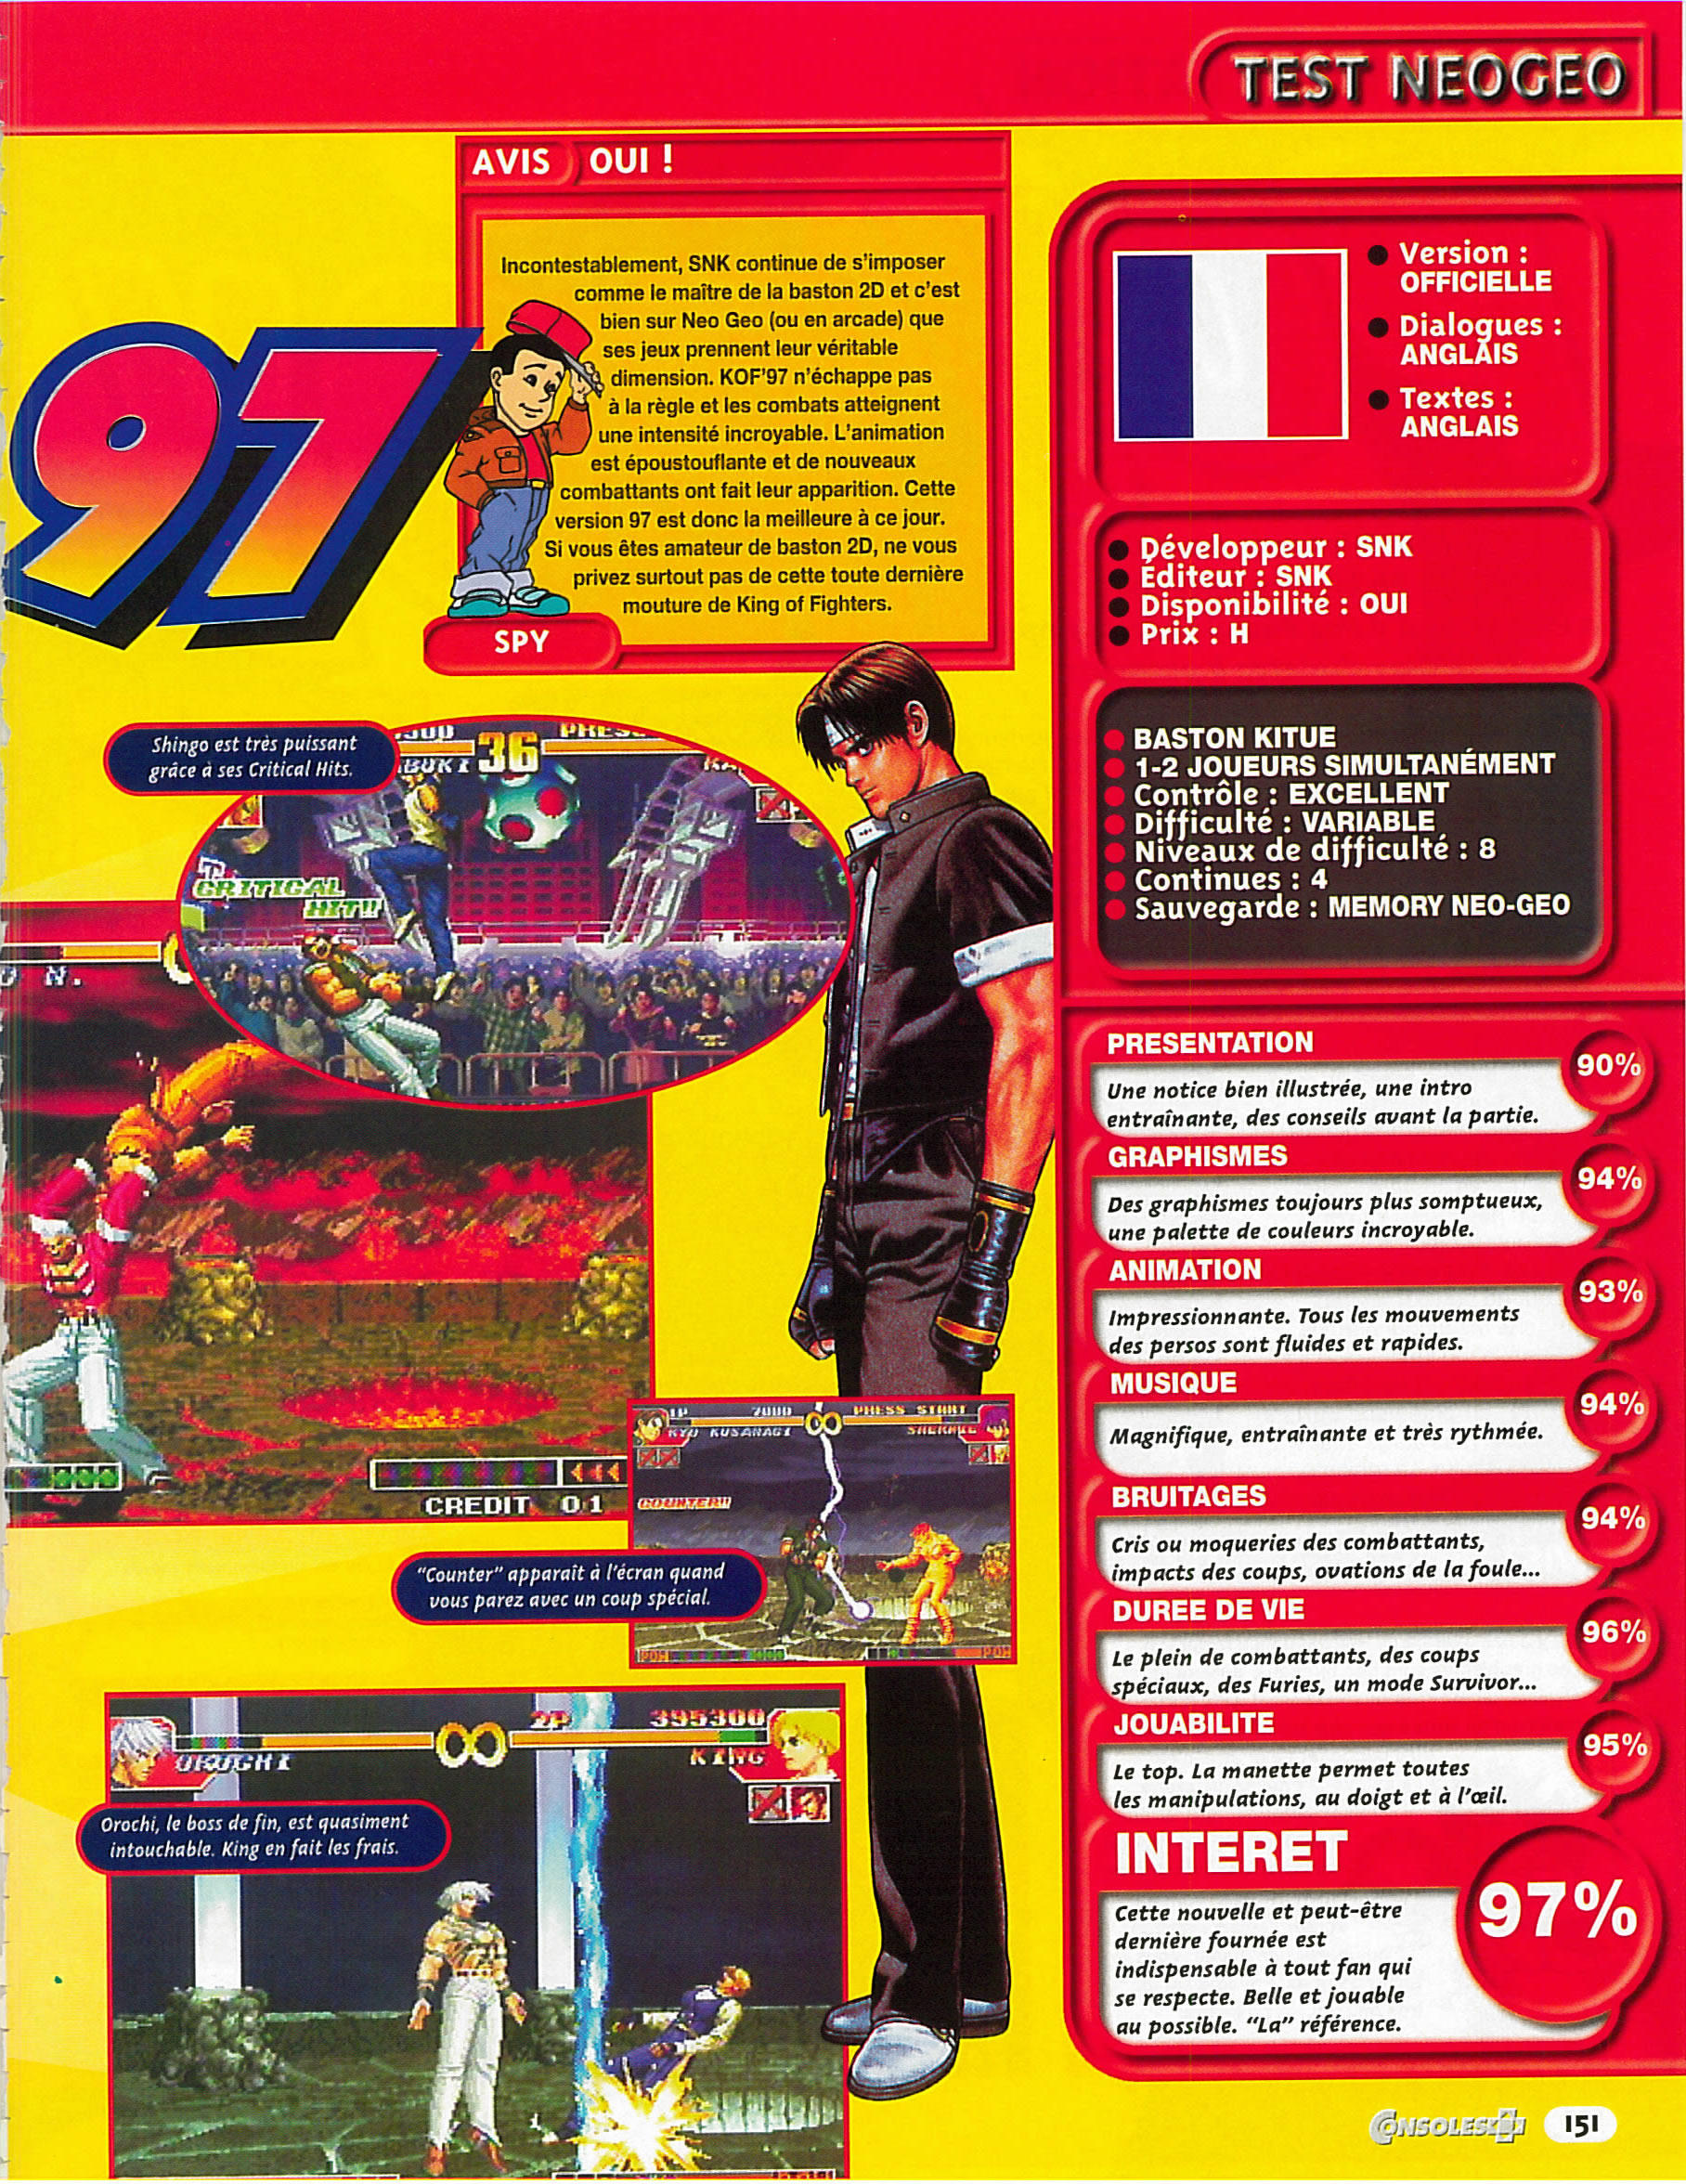 TEST NEOGEO
AVIS OUI !
Incontestablement, SNK continue de s'imposer
comme le maître de la baston 2D et c'est
bien sur Neo Geo (ou en arcade) que
ses jeux prennent leur véritable
dimension. KOF'97 n'échappe pas
à la règle et les combats atteignent
une intensité incroyable. L'animation
est époustouflante et de nouveaux
combattants ont fait leur apparition. Cette
version 97 est donc la meilleure à ce jour.
Si vous êtes amateur de baston 2D, ne vous
privez surtout pas de cette toute dernière
mouture de King of Fighters.
SPY
97
Shingo est très puissant
grâce à ses Critical Hits.
36
CRITICAL
HIT!!
CREDIT 01
1P 2000 PRESS START
KYO KUSANAGI SHERMIE
COUNTER!!
"Counter" apparaît à l'écran quand
vous parez avec un coup spécial.
2P 395300
OROCHI KING
Orochi, le boss de fin, est quasiment
intouchable. King en fait les frais.
Version :
OFFICIELLE
Dialogues :
ANGLAIS
Textes :
ANGLAIS
Développeur : SNK
Éditeur : SNK
Disponibilité : OUI
Prix : H
BASTON KITUE
1-2 JOUEURS SIMULTANÉMENT
Contrôle : EXCELLENT
Difficulté : VARIABLE
Niveaux de difficulté : 8
Continues : 4
Sauvegarde : MEMORY NEO-GEO
PRESENTATION
90%
Une notice bien illustrée, une intro
entraînante, des conseils avant la partie.
GRAPHISMES
94%
Des graphismes toujours plus somptueux,
une palette de couleurs incroyable.
ANIMATION
93%
Impressionnante. Tous les mouvements
des persos sont fluides et rapides.
MUSIQUE
94%
Magnifique, entraînante et très rythmée.
BRUITAGES
94%
Cris ou moqueries des combattants,
impacts des coups, ovations de la foule...
DUREE DE VIE
96%
Le plein de combattants, des coups
spéciaux, des Furies, un mode Survivor...
JOUABILITE
95%
Le top. La manette permet toutes
les manipulations, au doigt et à l'œil.
INTERET
97%
Cette nouvelle et peut-être
dernière fournée est
indispensable à tout fan qui
se respecte. Belle et jouable
au possible. "La" référence.
CONSOLES+
151